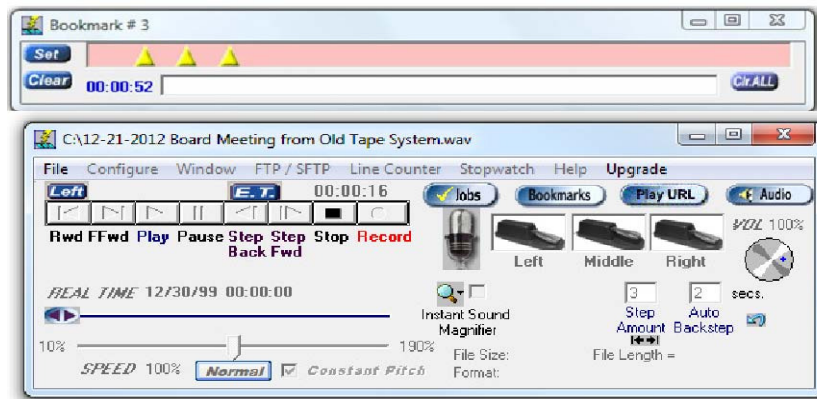 Bookmark # 3
Set
Clear 00:00:52 Clr.ALL
C:\12-21-2012 Board Meeting from Old Tape System.wav
File Configure Window FTP / SFTP Line Counter Stopwatch Help Upgrade
Left E.T. 00:00:16 Jobs Bookmarks Play URL Audio
Rwd FFwd Play Pause Step Back Step Fwd Stop Record
Left Middle Right
VOL 100%
REAL TIME 12/30/99 00:00:00
Instant Sound Magnifier
3 2 secs.
Step Amount Auto Backstep
10% 190%
File Size: File Length =
SPEED 100% Normal Constant Pitch Format: